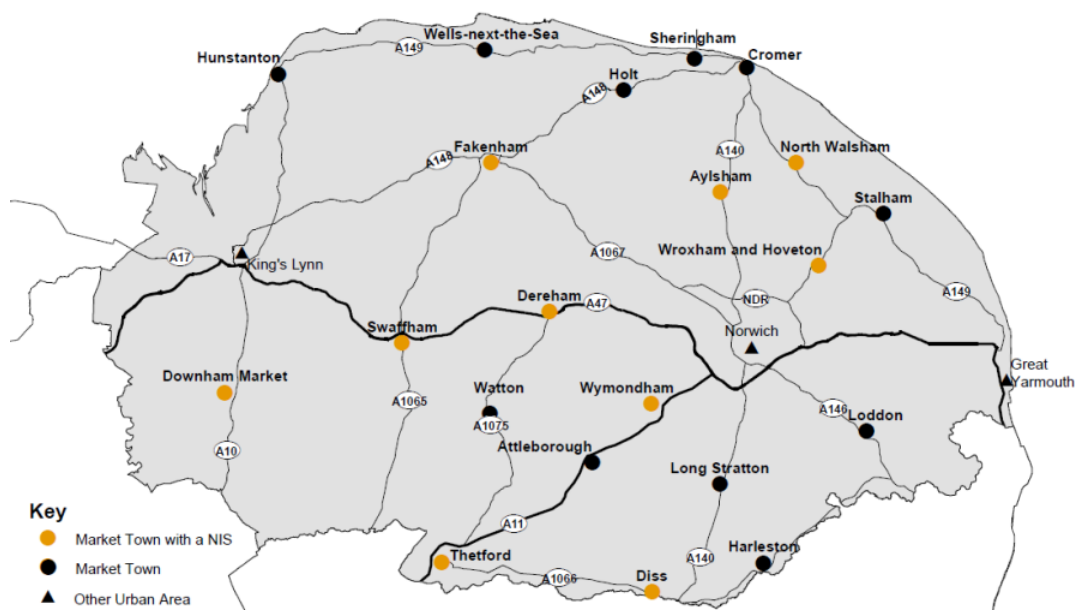 Wells-next-the-Sea
Sheringham
A149
Cromer
Hunstanton
Holt
A148
Fakenham
A148
A140
North Walsham
Aylsham
Stalham
A17
King's Lynn
A1067
Wroxham and Hoveton
Dereham
A47
NDR
A149
Swaffham
Norwich
Great
Yarmouth
Downham Market
A1065
Watton
A1075
Wymondham
A146
Loddon
Attleborough
A10
Long Stratton
Key
Market Town with a NIS
Market Town
Other Urban Area
A11
Thetford
A1066
Diss
A140
Harleston